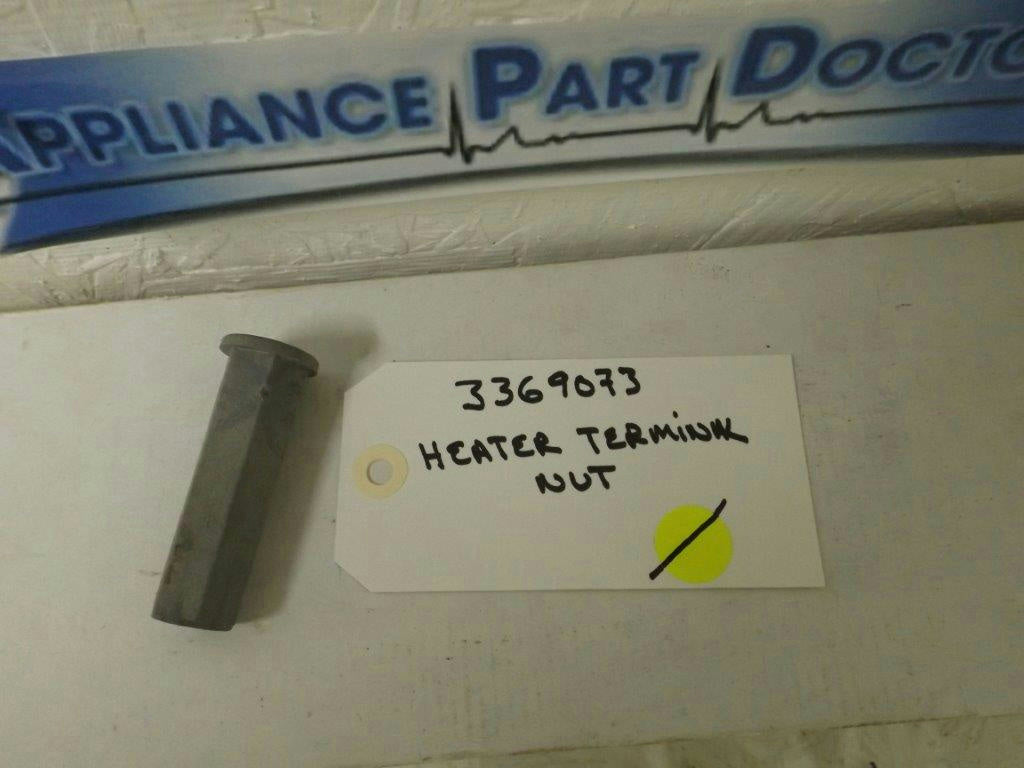 APPLIANCE PART DOCTO
3369073
HEATER TERMINAL
NUT